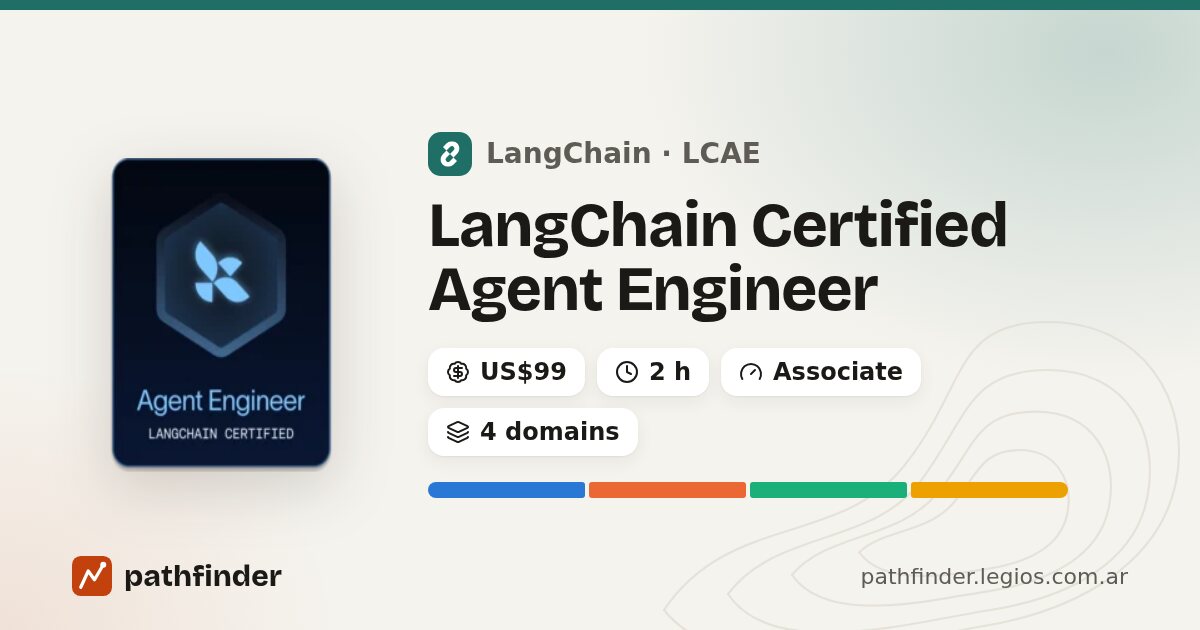 LangChain · LCAE
LangChain Certified
Agent Engineer
US$99
2 h
Associate
4 domains
Agent Engineer
LANGCHAIN CERTIFIED
pathfinder
pathfinder.legios.com.ar